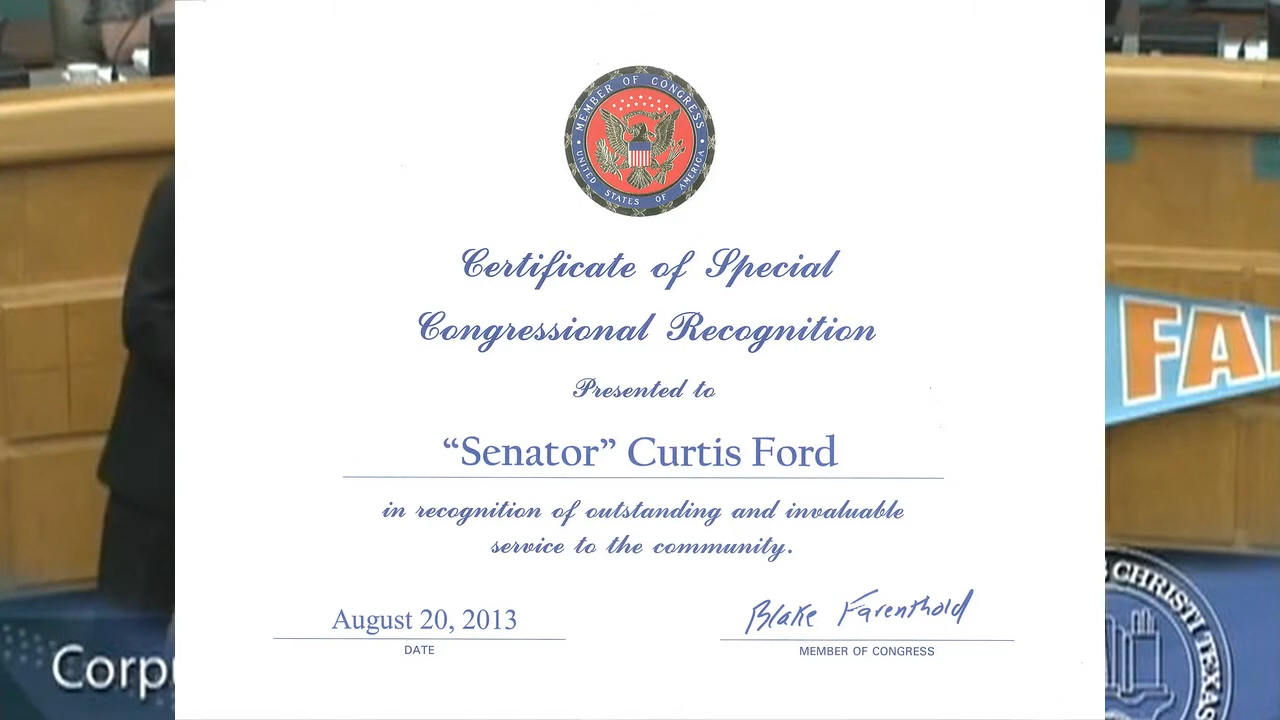 MEMBER OF CONGRESS
UNITED STATES OF AMERICA
Certificate of Special
Congressional Recognition
Presented to
“Senator” Curtis Ford
in recognition of outstanding and invaluable
service to the community.
August 20, 2013
DATE
Blake Farenthold
MEMBER OF CONGRESS
FA
Corp
CHRISTI TEXAS